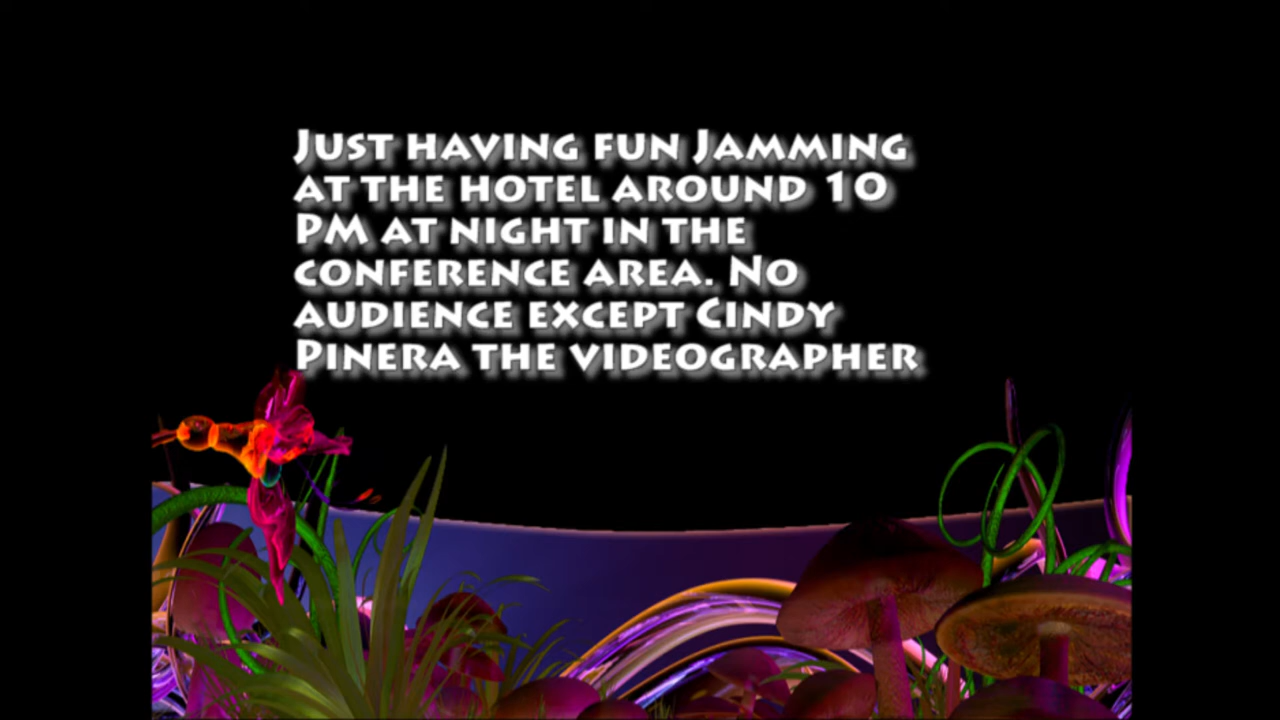 Just having fun Jamming
at the hotel around 10
PM at night in the
conference area. No
audience except Cindy
Pinera the videographer